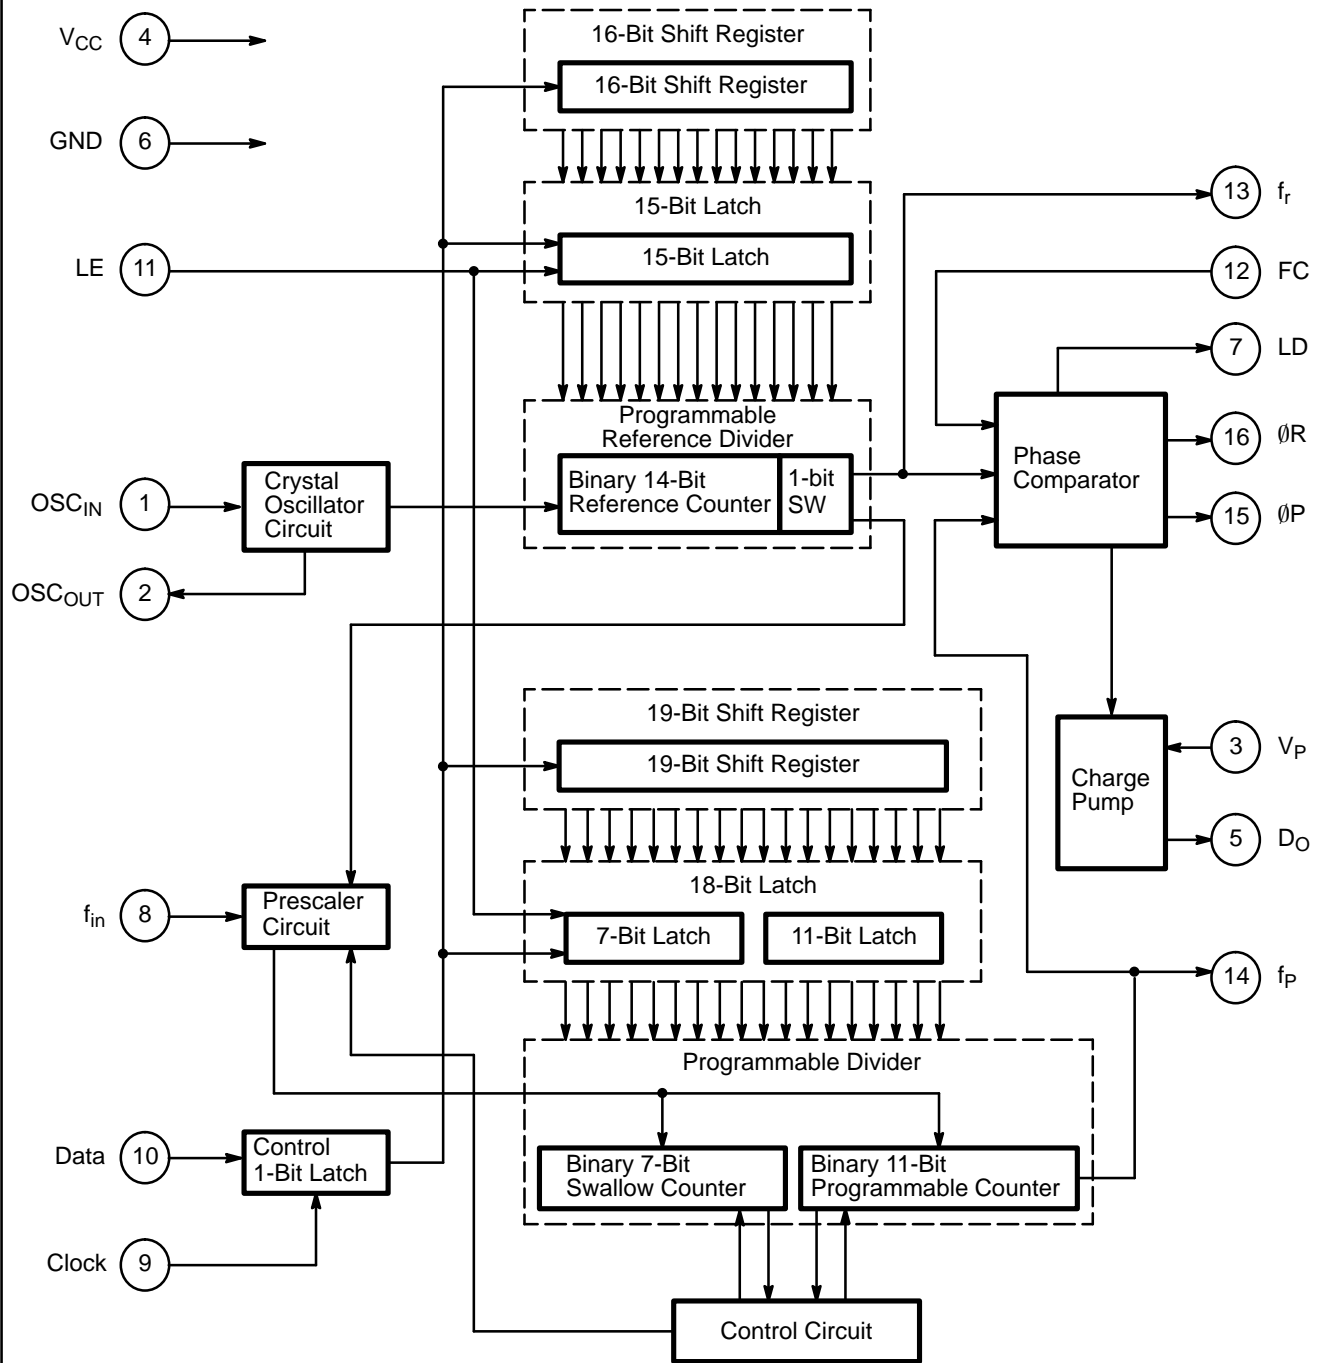 VCC 4
GND 6
LE 11
OSCIN 1
OSCOUT 2
fin 8
Data 10
Clock 9
16-Bit Shift Register
16-Bit Shift Register
15-Bit Latch
15-Bit Latch
Programmable
Reference Divider
Binary 14-Bit
Reference Counter
1-bit
SW
Crystal
Oscillator
Circuit
19-Bit Shift Register
19-Bit Shift Register
18-Bit Latch
7-Bit Latch
11-Bit Latch
Prescaler
Circuit
Programmable Divider
Binary 7-Bit
Swallow Counter
Binary 11-Bit
Programmable Counter
Control
1-Bit Latch
Control Circuit
Phase
Comparator
Charge
Pump
13 fr
12 FC
7 LD
16 ØR
15 ØP
3 VP
5 DO
14 fP